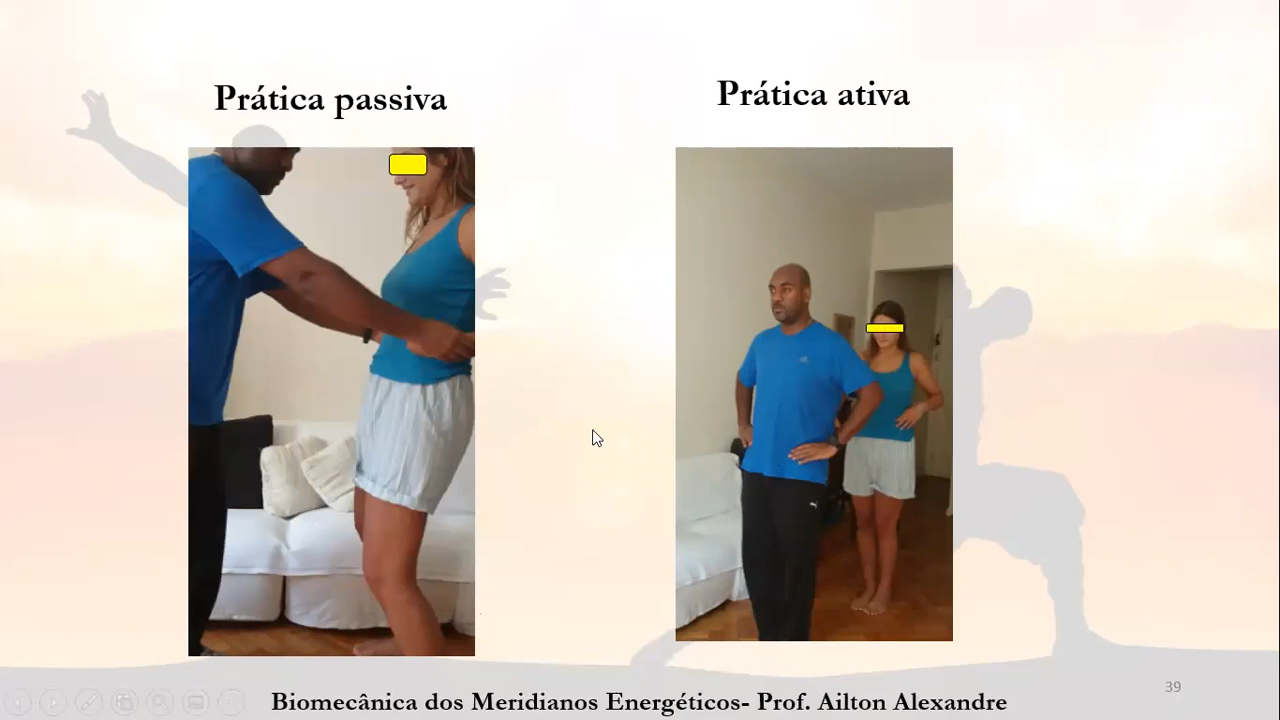 Prática passiva
Prática ativa
Biomecânica dos Meridianos Energéticos- Prof. Ailton Alexandre
39